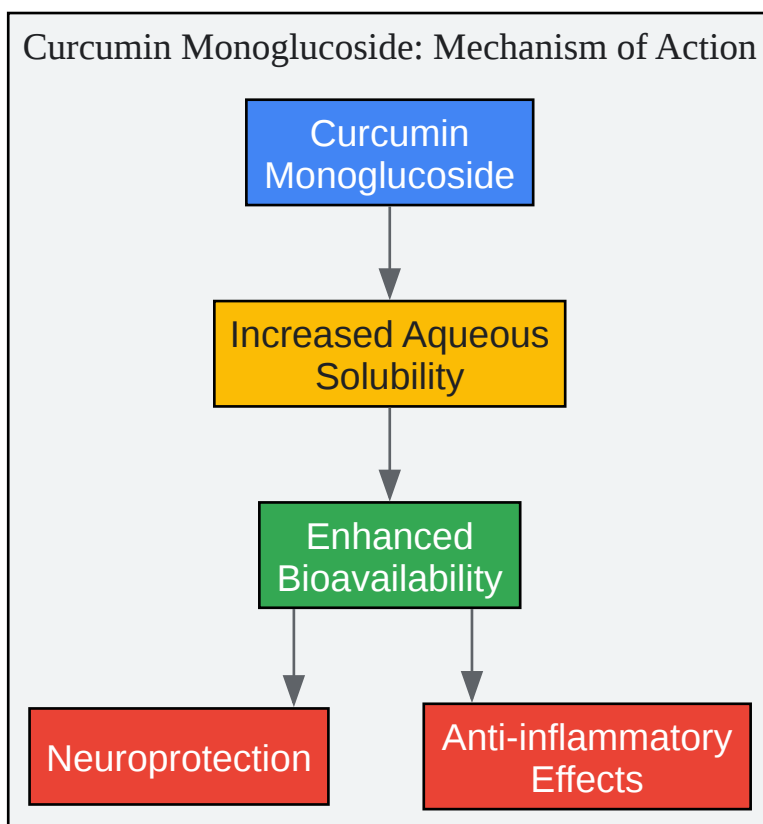 Curcumin Monoglucoside: Mechanism of Action
Curcumin
Monoglucoside
Increased Aqueous
Solubility
Enhanced
Bioavailability
Neuroprotection
Anti-inflammatory
Effects